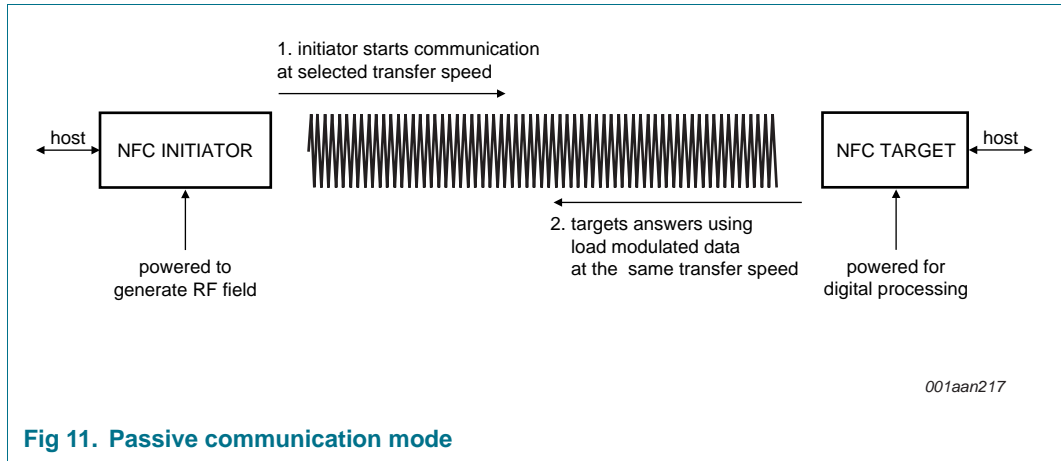 1. initiator starts communication
at selected transfer speed
host
NFC INITIATOR
NFC TARGET
host
2. targets answers using
load modulated data
at the same transfer speed
powered to
generate RF field
powered for
digital processing
001aan217
Fig 11. Passive communication mode